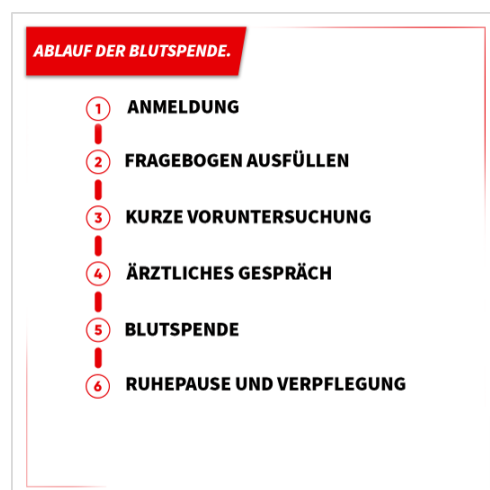 ABLAUF DER BLUTSPENDE.
1 ANMELDUNG
2 FRAGEBOGEN AUSFÜLLEN
3 KURZE VORUNTERSUCHUNG
4 ÄRZTLICHES GESPRÄCH
5 BLUTSPENDE
6 RUHEPAUSE UND VERPFLEGUNG